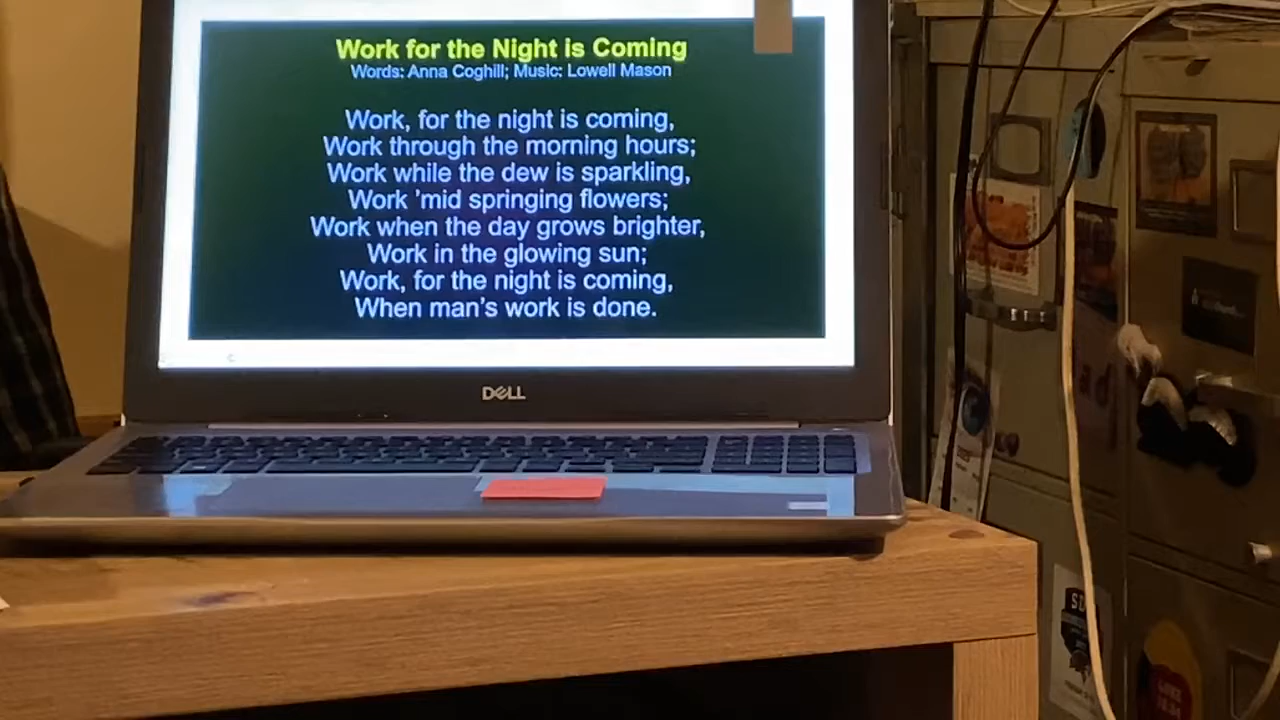 Work for the Night is Coming
Words: Anna Coghill; Music: Lowell Mason
Work, for the night is coming,
Work through the morning hours;
Work while the dew is sparkling,
Work 'mid springing flowers;
Work when the day grows brighter,
Work in the glowing sun;
Work, for the night is coming,
When man's work is done.
DELL